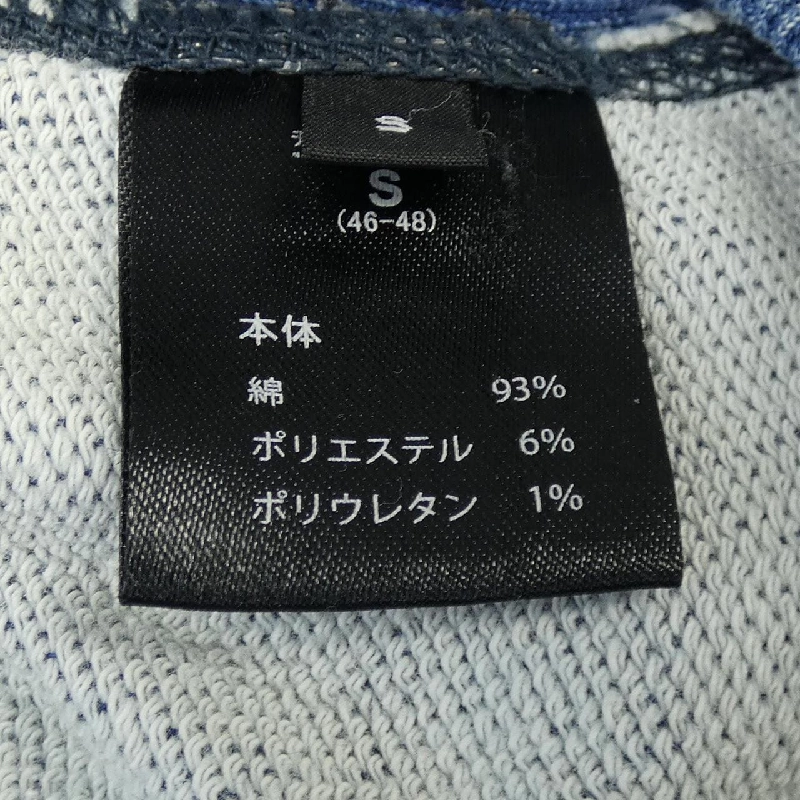 S
S
(46-48)
本体
綿 93%
ポリエステル 6%
ポリウレタン 1%